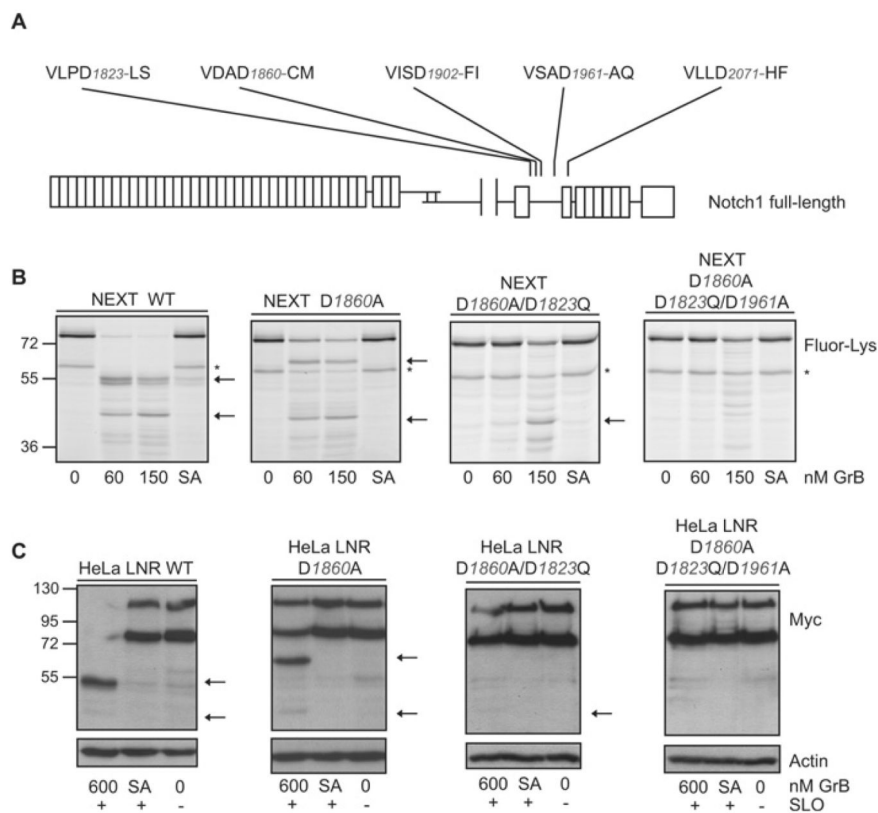 A
VLPD1823-LS VDAD1860-CM VISD1902-FI VSAD1961-AQ VLLD2071-HF
Notch1 full-length
B
NEXT WT
NEXT D1860A
NEXT
D1860A/D1823Q
NEXT
D1860A
D1823Q/D1961A
72
55
36
*
*
*
*
Fluor-Lys
0 60 150 SA 0 60 150 SA 0 60 150 SA 0 60 150 SA nM GrB
C
HeLa LNR WT
HeLa LNR
D1860A
HeLa LNR
D1860A/D1823Q
HeLa LNR
D1860A
D1823Q/D1961A
130
95
72
55
Myc
Actin
600 SA 0 600 SA 0 600 SA 0 600 SA 0 nM GrB
+ + - + + - + + - + + - SLO